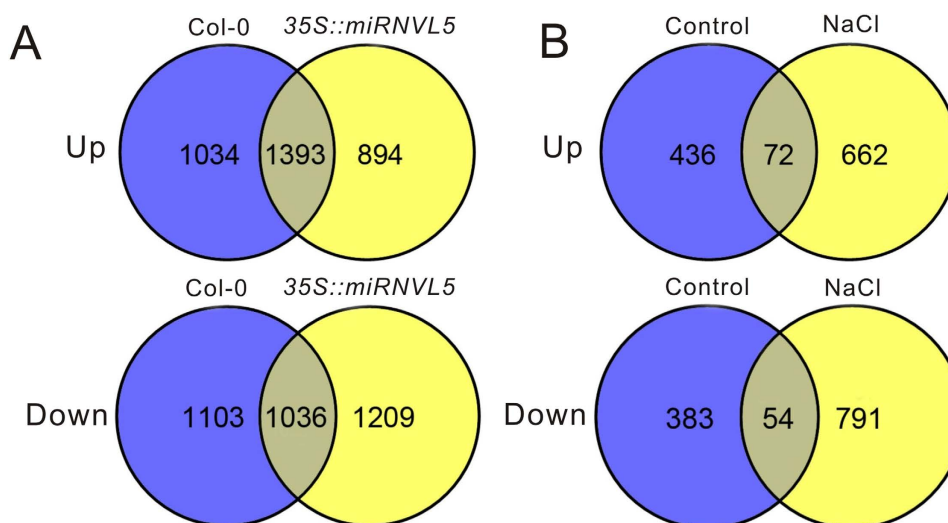 A
Col-0 35S::miRNVL5
Up 1034 1393 894
Col-0 35S::miRNVL5
Down 1103 1036 1209
B
Control NaCl
Up 436 72 662
Control NaCl
Down 383 54 791